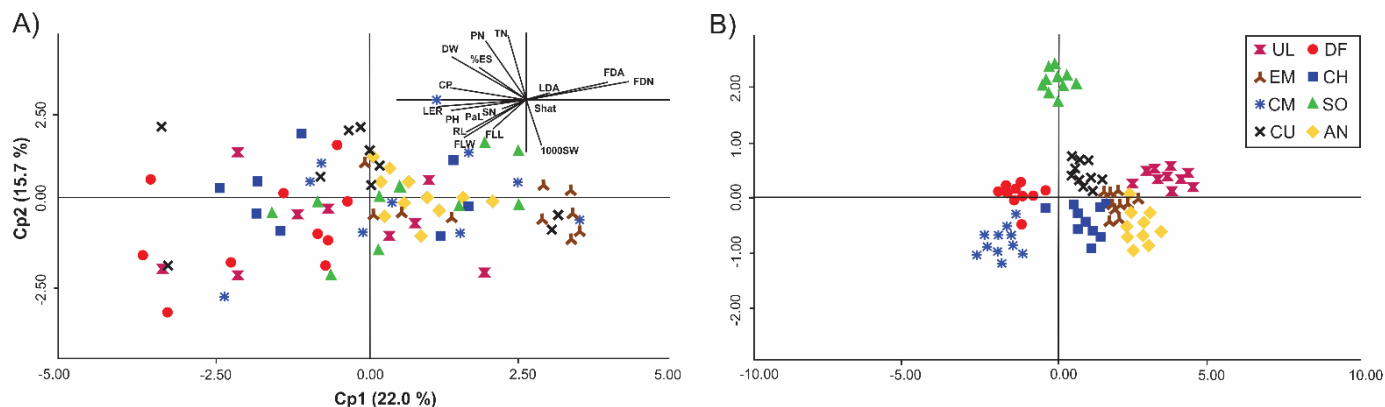 A)
PN
TN
DW
%ES
CP
LDA
FDA
FDN
LER
PH
PaL
SN
Shat
RL
FLL
FLW
1000SW
2.50
0.00
-2.50
Cp2 (15.7 %)
-5.00
-2.50
0.00
2.50
5.00
Cp1 (22.0 %)
B)
UL
DF
EM
CH
CM
SO
CU
AN
2.00
1.00
0.00
-1.00
-2.00
-10.00
-5.00
0.00
5.00
10.00